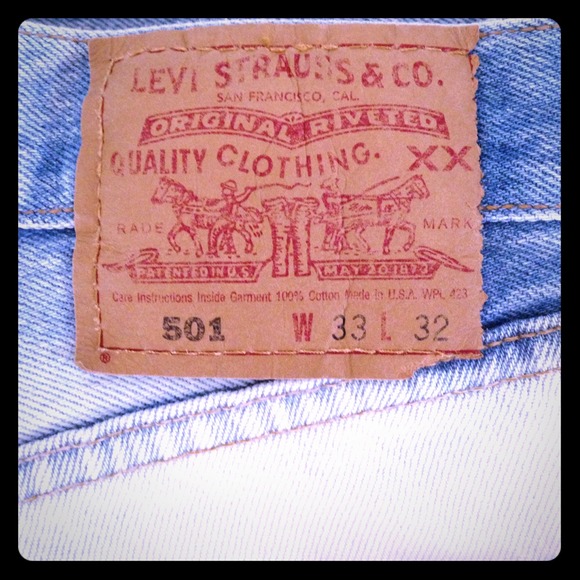 LEVI STRAUSS & CO.
SAN FRANCISCO, CAL.
ORIGINAL RIVETED
QUALITY CLOTHING. XX
RADE MARK
PATENTED IN U.S. MAY 20 1873
Care Instructions Inside Garment 100% Cotton Made in U.S.A. WPL 423
501 W 33 L 32
®